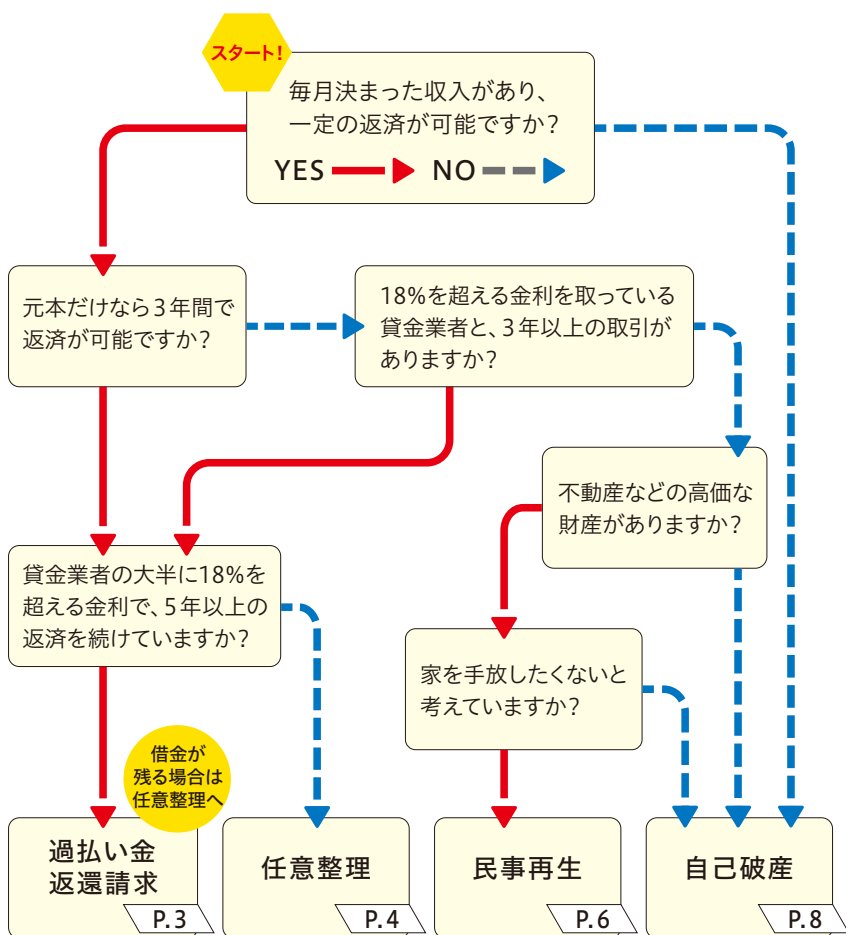 スタート!
毎月決まった収入があり、
一定の返済が可能ですか?
YES NO
元本だけなら3年間で
返済が可能ですか?
18%を超える金利を取っている
貸金業者と、3年以上の取引が
ありますか?
不動産などの高価な
財産がありますか?
貸金業者の大半に18%を
超える金利で、5年以上の
返済を続けていますか?
家を手放したくないと
考えていますか?
借金が
残る場合は
任意整理へ
過払い金
返還請求
P.3
任意整理
P.4
民事再生
P.6
自己破産
P.8